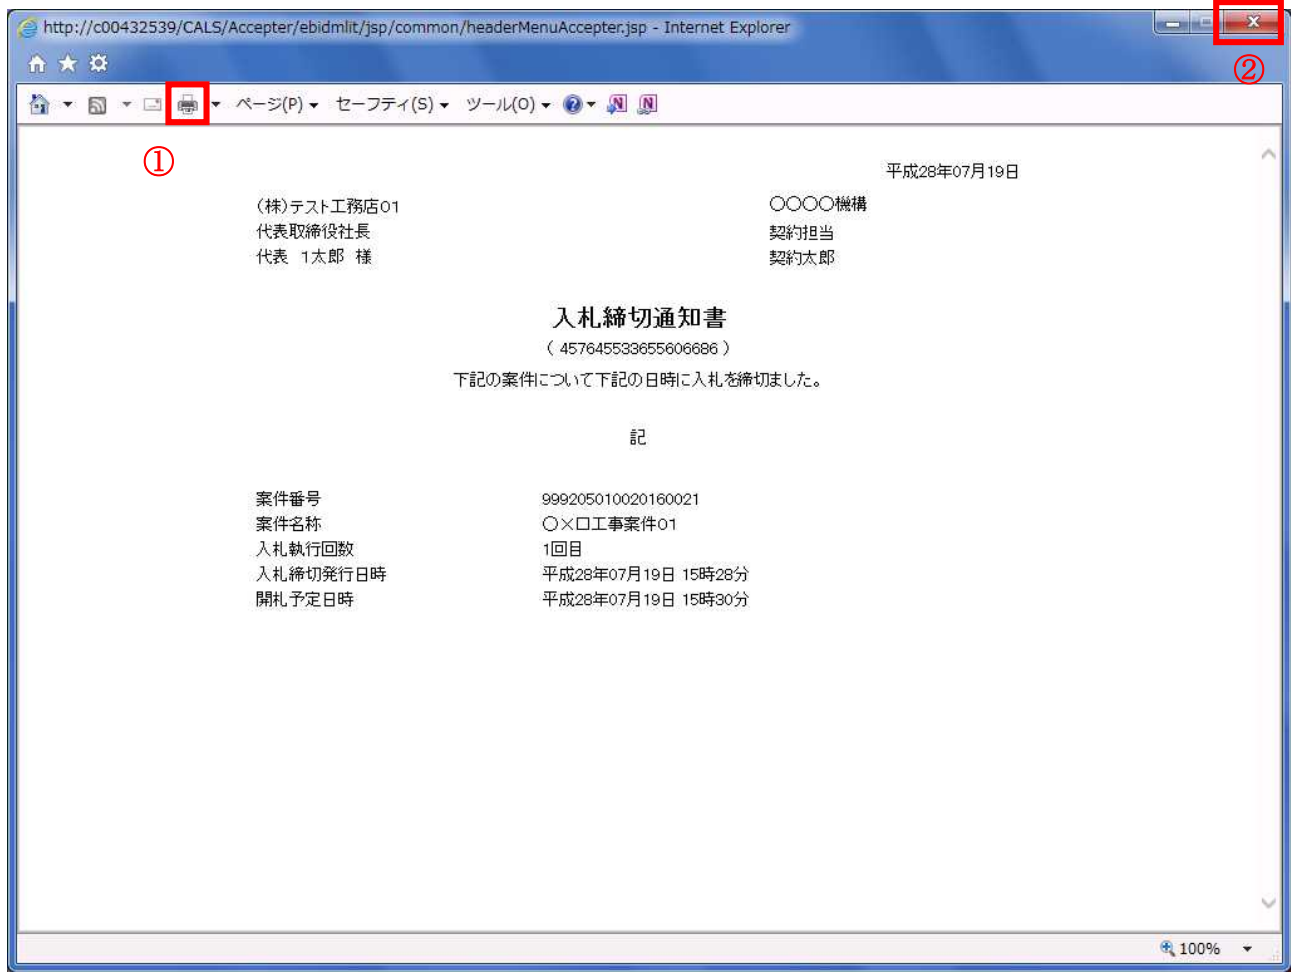 http://c00432539/CALS/Accepter/ebidmlit/jsp/common/headerMenuAccepter.jsp - Internet Explorer
②
ページ(P) セーフティ(S) ツール(O)
①
平成28年07月19日
(株)テスト工務店01
代表取締役社長
代表 1太郎 様
○○○○機構
契約担当
契約太郎
入札締切通知書
( 457645533655606686 )
下記の案件について下記の日時に入札を締切ました。
記
案件番号 999205010020160021
案件名称 ○×□工事案件01
入札執行回数 1回目
入札締切発行日時 平成28年07月19日 15時28分
開札予定日時 平成28年07月19日 15時30分
100%